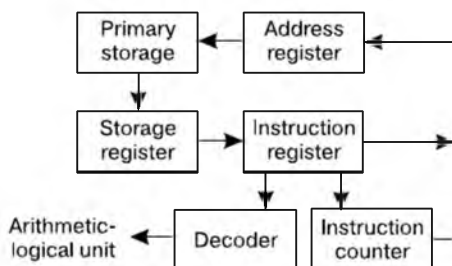 Primary
storage
Address
register
Storage
register
Instruction
register
Arithmetic-
logical unit
Decoder
Instruction
counter